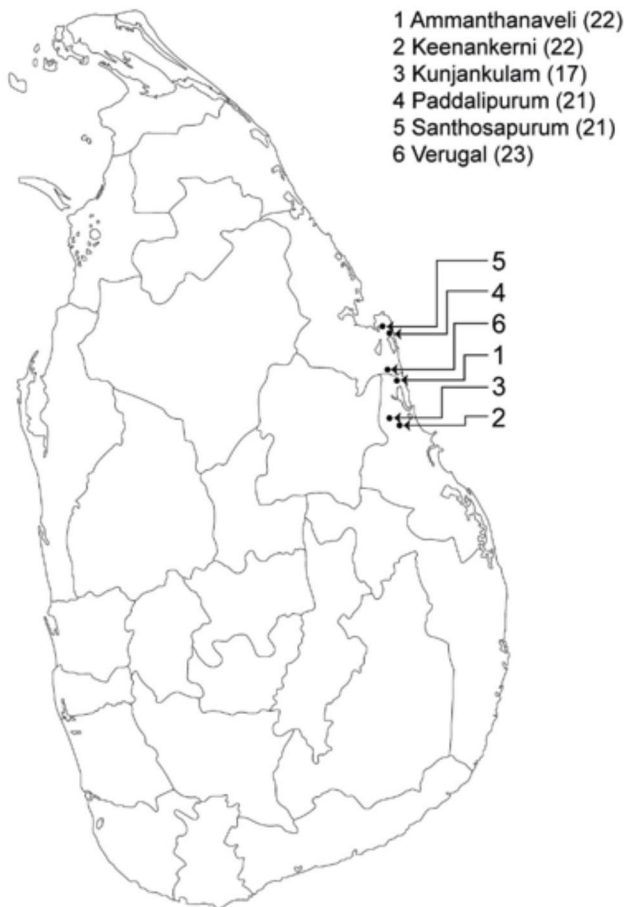 1 Ammanthanaveli (22)
2 Keenankerni (22)
3 Kunjankulam (17)
4 Paddalipurum (21)
5 Santhosapurum (21)
6 Verugal (23)
5
4
6
1
3
2